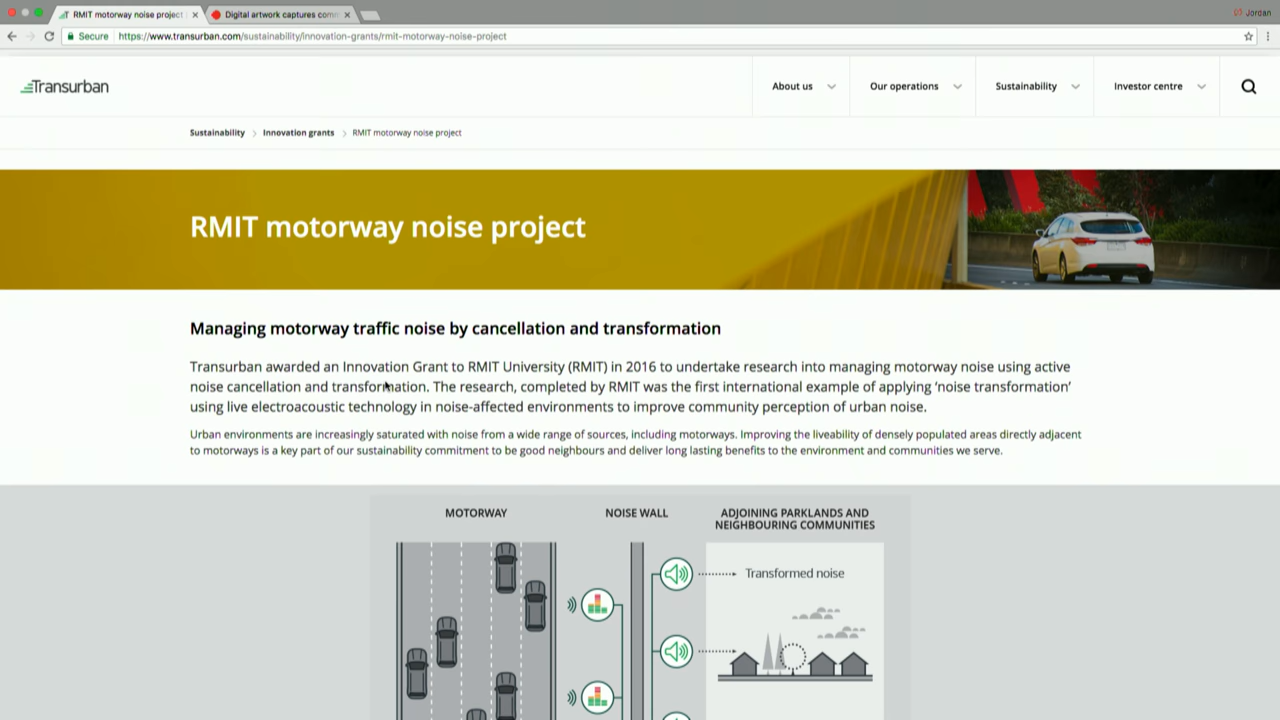 RMIT motorway noise project
Digital artwork captures com
Jordan
Secure
https://www.transurban.com/sustainability/innovation-grants/rmit-motorway-noise-project
Transurban
About us
Our operations
Sustainability
Investor centre
Sustainability
Innovation grants
RMIT motorway noise project
RMIT motorway noise project
Managing motorway traffic noise by cancellation and transformation
Transurban awarded an Innovation Grant to RMIT University (RMIT) in 2016 to undertake research into managing motorway noise using active
noise cancellation and transformation. The research, completed by RMIT was the first international example of applying ‘noise transformation’
using live electroacoustic technology in noise-affected environments to improve community perception of urban noise.
Urban environments are increasingly saturated with noise from a wide range of sources, including motorways. Improving the liveability of densely populated areas directly adjacent
to motorways is a key part of our sustainability commitment to be good neighbours and deliver long lasting benefits to the environment and communities we serve.
MOTORWAY
NOISE WALL
ADJOINING PARKLANDS AND
NEIGHBOURING COMMUNITIES
Transformed noise